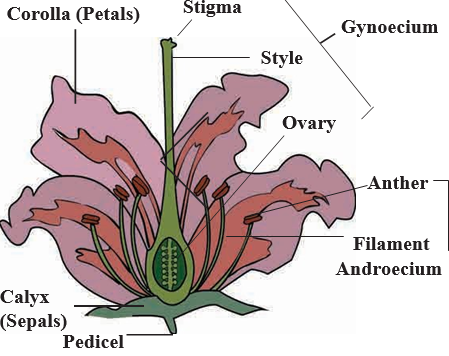 Stigma
Corolla (Petals)
Gynoecium
Style
Ovary
Anther
Filament
Androecium
Calyx
(Sepals)
Pedicel